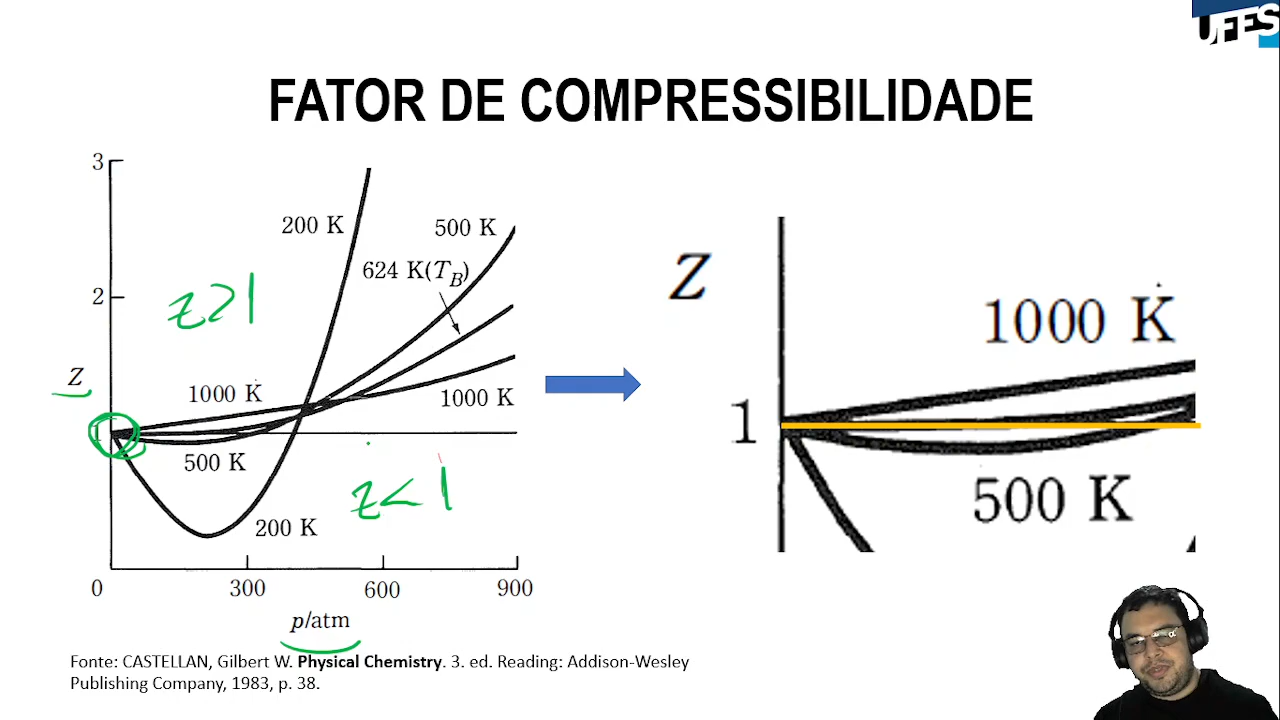 UFES
FATOR DE COMPRESSIBILIDADE
3
200 K
500 K
624 K(T_B)
2
z>1
Z
1000 K
1000 K
1
500 K
z<1
200 K
0
300
600
900
p/atm
Z
1000 K
1
500 K
Fonte: CASTELLAN, Gilbert W. Physical Chemistry. 3. ed. Reading: Addison-Wesley
Publishing Company, 1983, p. 38.